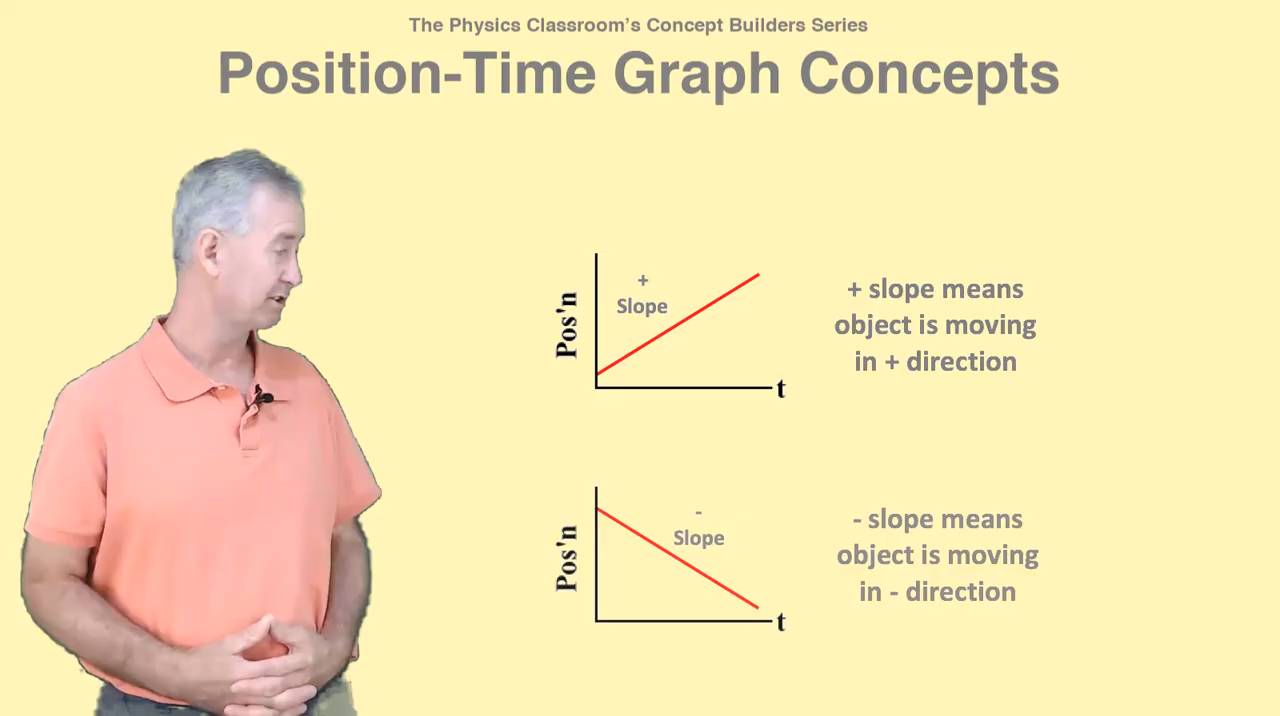 The Physics Classroom’s Concept Builders Series
Position-Time Graph Concepts
+
Slope
Pos'n
t
+ slope means
object is moving
in + direction
-
Slope
Pos'n
t
- slope means
object is moving
in - direction